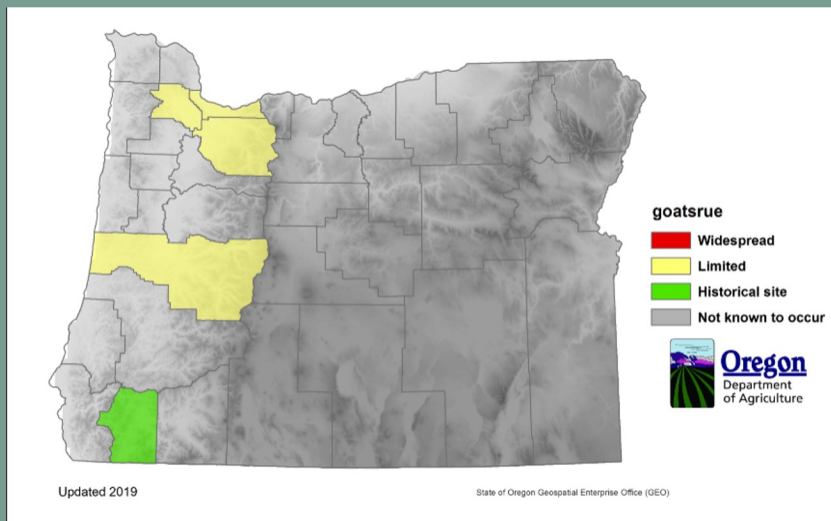 goatsrue
Widespread
Limited
Historical site
Not known to occur
Oregon
Department
of Agriculture
Updated 2019
State of Oregon Geospatial Enterprise Office (GEO)